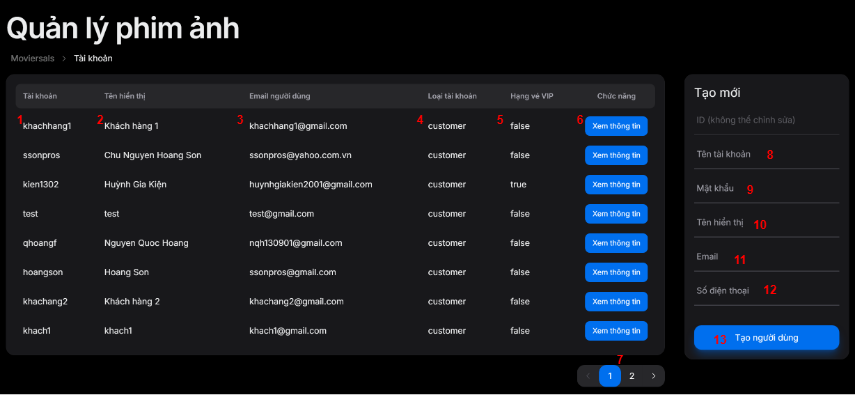 Quản lý phim ảnh
Moviersals > Tài khoản
Tài khoản Tên hiển thị Email người dùng Loại tài khoản Hạng vé VIP Chức năng
1 khachhang1 2 Khách hàng 1 3 khachhang1@gmail.com 4 customer 5 false 6 Xem thông tin
ssonpros Chu Nguyen Hoang Son ssonpros@yahoo.com.vn customer false Xem thông tin
kien1302 Huỳnh Gia Kiện huynhgiakien2001@gmail.com customer true Xem thông tin
test test test@gmail.com customer false Xem thông tin
qhoangf Nguyen Quoc Hoang nqh130901@gmail.com customer false Xem thông tin
hoangson Hoang Son ssonpros@gmail.com customer false Xem thông tin
khachang2 Khách hàng 2 khachang2@gmail.com customer false Xem thông tin
khach1 khach1 khach1@gmail.com customer false Xem thông tin
7
< 1 2 >
Tạo mới
ID (không thể chỉnh sửa)
Tên tài khoản 8
Mật khẩu 9
Tên hiển thị 10
Email 11
Số điện thoại 12
13 Tạo người dùng